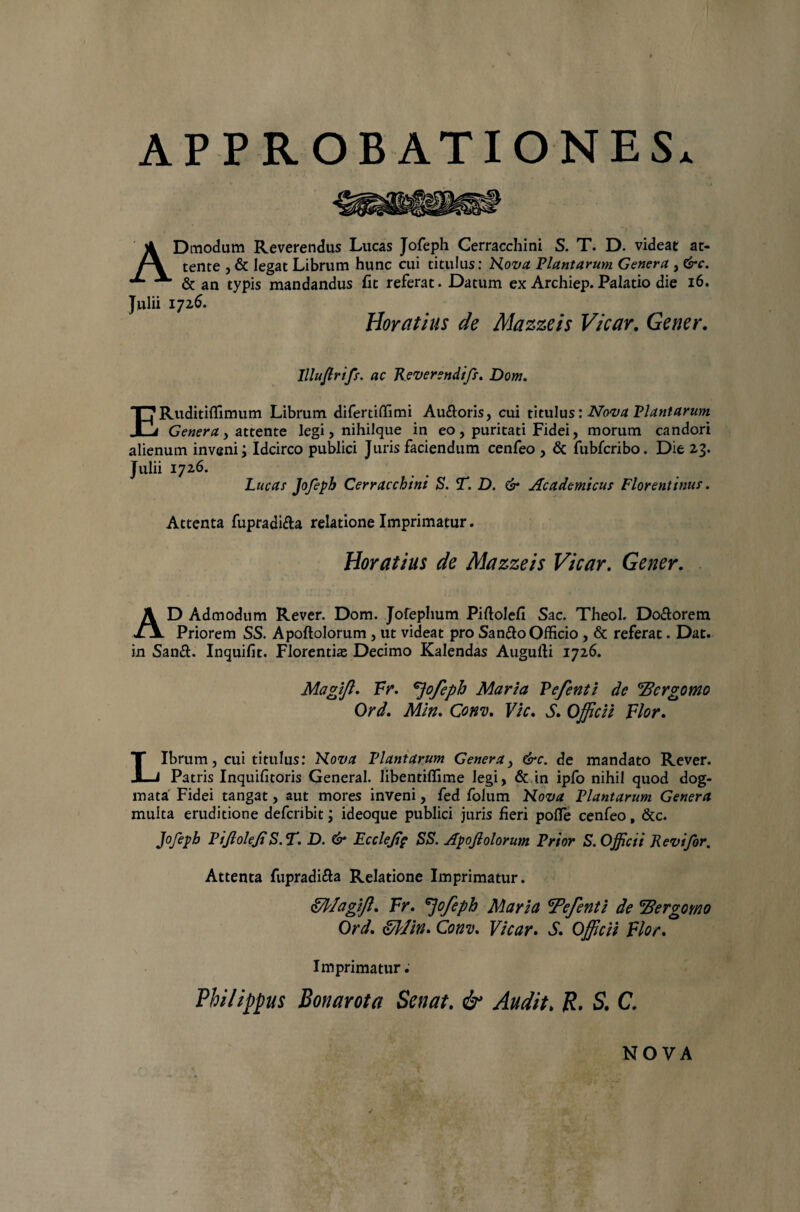 APPROBATIONES.
ADmodum Reverendus Lucas Joſeph Cerracchini S. T. D. videat at-
tente, & legat Librum hunc cui titulus: Nova Plantarum Genera, &c.
& an typis mandandus ſit referat. Datum ex Archiep. Palatio die 16.
Julii 1726.
Horatius de Mazzeis Vicar. Gener.
Illuſtriſs. ac Reverendiſs. Dom.
ERuditiſſimum Librum diſertiſſimi Auctoris, cui titulus: Nova Plantarum
Genera, attente legi, nihilque in eo, puritati Fidei, morum candori
alienum inveni; Idcirco publici Juris faciendum cenſeo, & ſubſcribo. Die 23.
Julii 1726.
Lucas Joſeph Cerracchini S. T. D. & Academicus Florentinus.
Attenta ſupradicta relatione Imprimatur.
Horatius de Mazzeis Vicar. Gener.
AD Admodum Rever. Dom. Joſephum Piſtoleſi Sac. Theol. Doctorem
Priorem SS. Apoſtolorum, ut videat pro Sancto Officio, & referat. Dat.
in Sanct. Inquiſit. Florentiæ Decimo Kalendas Auguſti 1726.
Magiſt. Fr. Joſeph Maria Peſenti de Bergomo
Ord. Min. Conv. Vic. S. Officii Flor.
LIbrum, cui titulus: Nova Plantarum Genera, &c. de mandato Rever.
Patris Inquiſitoris General. libentiſſime legi, & in ipſo nihil quod dog-
mata Fidei tangat, aut mores inveni, ſed ſolum Nova Plantarum Genera
multa eruditione deſcribit; ideoque publici juris fieri poſſe cenſeo, &c.
Joſeph Piſtoleſi S. T. D. & Eccleſię SS. Apoſtolorum Prior S. Officii Reviſor.
Attenta ſupradicta Relatione Imprimatur.
Magiſt. Fr. Joſeph Maria Peſenti de Bergomo
Ord. Min. Conv. Vicar. S. Officii Flor.
Imprimatur.
Philippus Bonarota Senat. & Audit. R. S. C.
NOVA